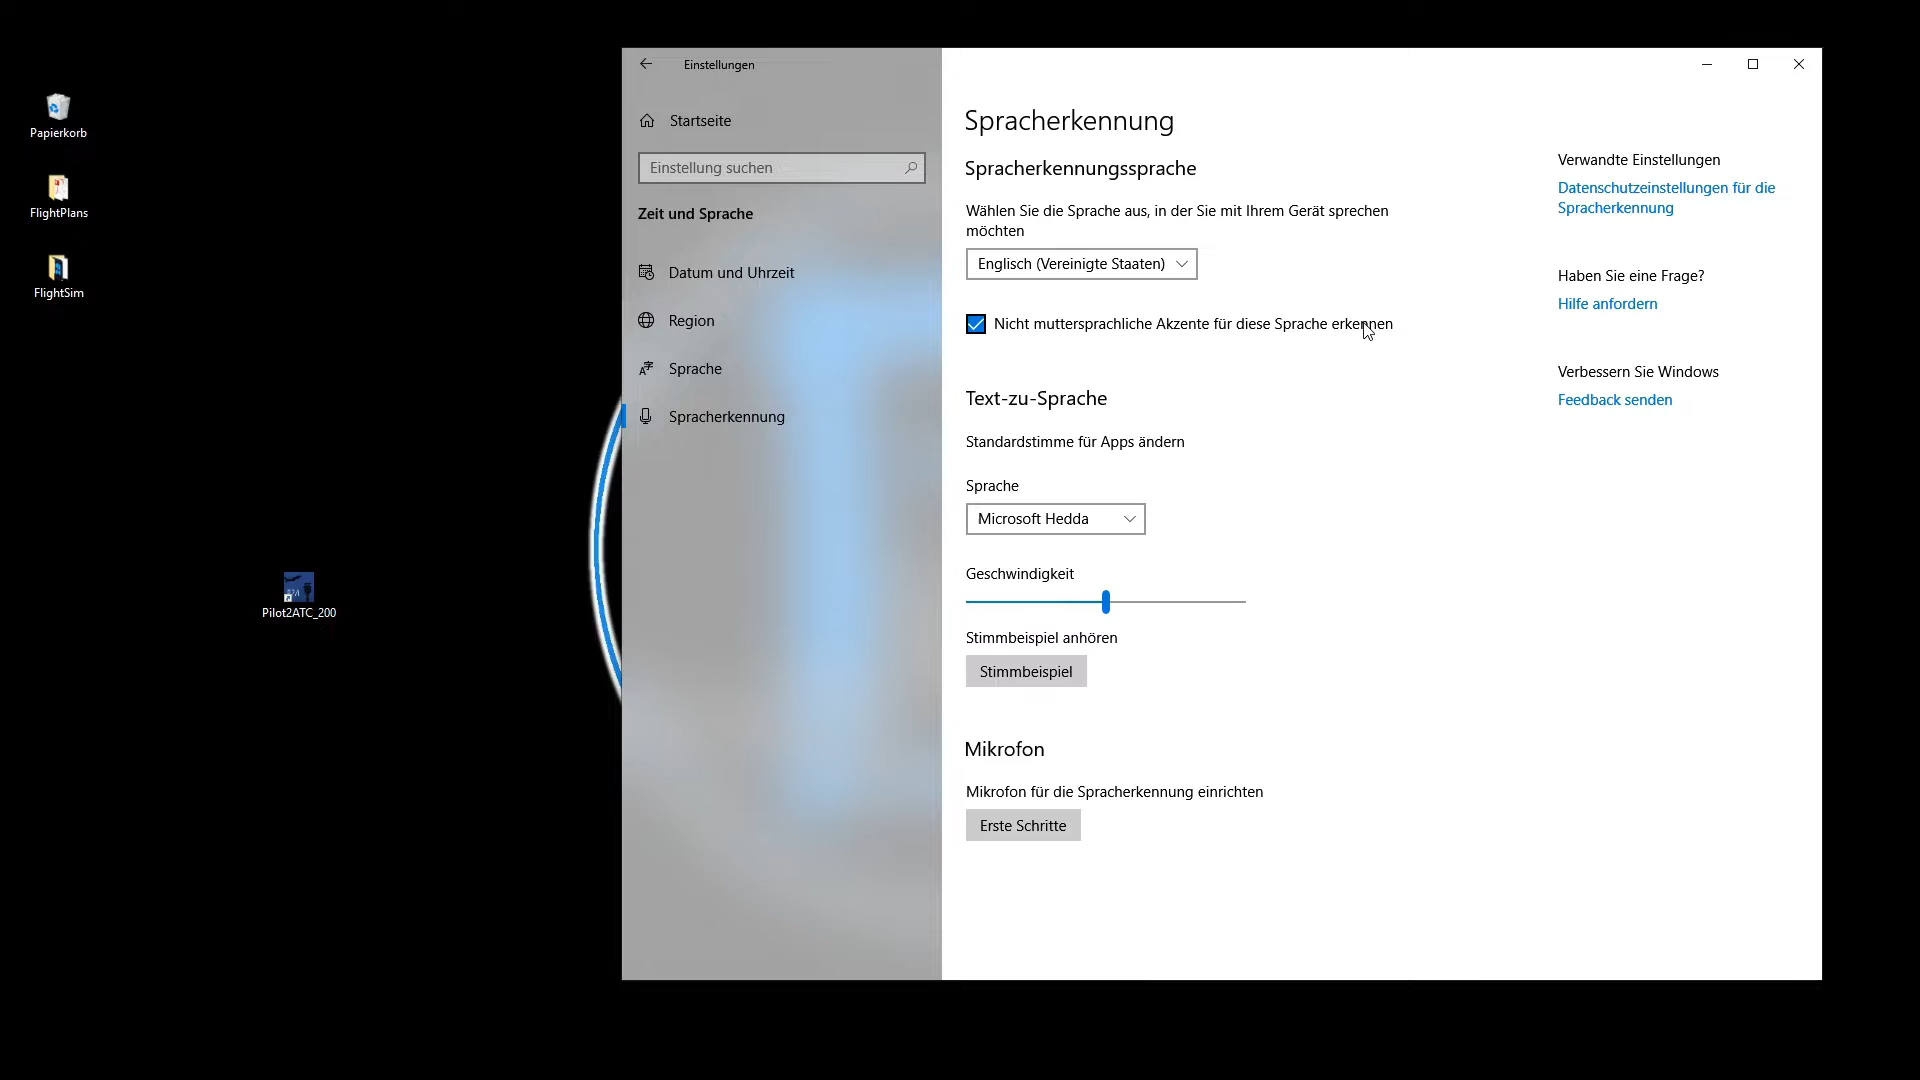 Papierkorb
FlightPlans
FlightSim
Pilot2ATC_200
Einstellungen
Startseite
Einstellung suchen
Zeit und Sprache
Datum und Uhrzeit
Region
Sprache
Spracherkennung
Spracherkennung
Spracherkennungssprache
Wählen Sie die Sprache aus, in der Sie mit Ihrem Gerät sprechen
möchten
Englisch (Vereinigte Staaten)
Nicht muttersprachliche Akzente für diese Sprache erkennen
Text-zu-Sprache
Standardstimme für Apps ändern
Sprache
Microsoft Hedda
Geschwindigkeit
Stimmbeispiel anhören
Stimmbeispiel
Mikrofon
Mikrofon für die Spracherkennung einrichten
Erste Schritte
Verwandte Einstellungen
Datenschutzeinstellungen für die
Spracherkennung
Haben Sie eine Frage?
Hilfe anfordern
Verbessern Sie Windows
Feedback senden